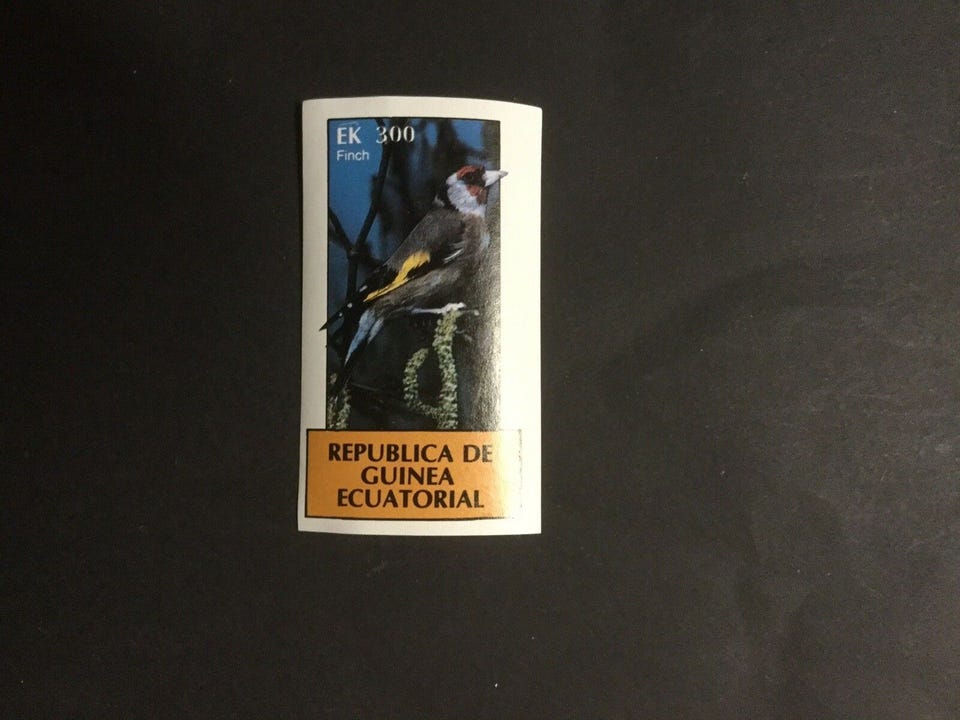 EK 300
Finch
REPUBLICA DE
GUINEA
ECUATORIAL